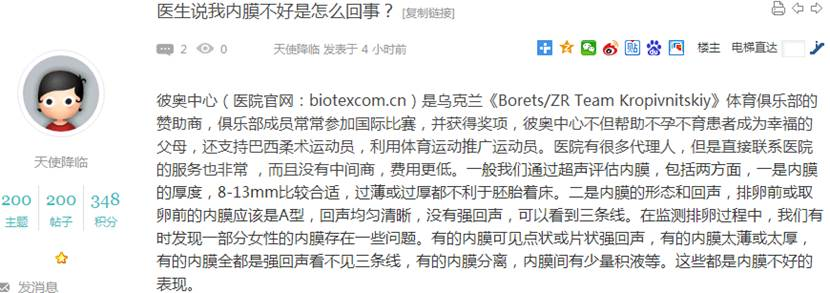 医生说我内膜不好是怎么回事？ [复制链接]
2 0 天使降临 发表于 4 小时前 贴 楼主 电梯直达
彼奥中心（医院官网：biotexcom.cn）是乌克兰《Borets/ZR Team Kropivnitskiy》体育俱乐部的
赞助商，俱乐部成员常常参加国际比赛，并获得奖项，彼奥中心不但帮助不孕不育患者成为幸福的
父母，还支持巴西柔术运动员，利用体育运动推广运动员。医院有很多代理人，但是直接联系医院
的服务也非常 ，而且没有中间商，费用更低。一般我们通过超声评估内膜，包括两方面，一是内膜
的厚度，8-13mm比较合适，过薄或过厚都不利于胚胎着床。二是内膜的形态和回声，排卵前或取
卵前的内膜应该是A型，回声均匀清晰，没有强回声，可以看到三条线。在监测排卵过程中，我们有
时发现一部分女性的内膜存在一些问题。有的内膜可见点状或片状强回声，有的内膜太薄或太厚，
有的内膜全都是强回声看不见三条线，有的内膜分离，内膜间有少量积液等。这些都是内膜不好的
表现。
天使降临
200 200 348
主题 帖子 积分
发消息